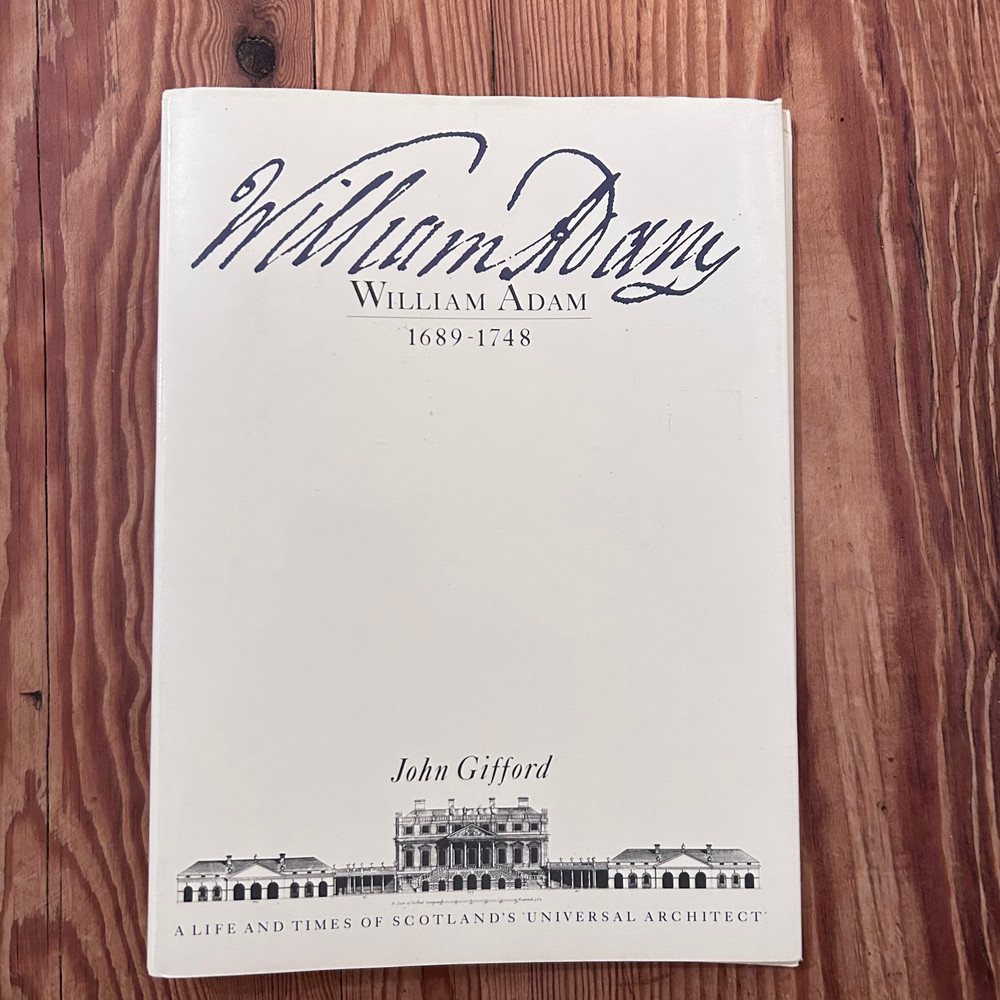 William Adam
WILLIAM ADAM
1689-1748
John Gifford
A LIFE AND TIMES OF SCOTLAND'S 'UNIVERSAL ARCHITECT'